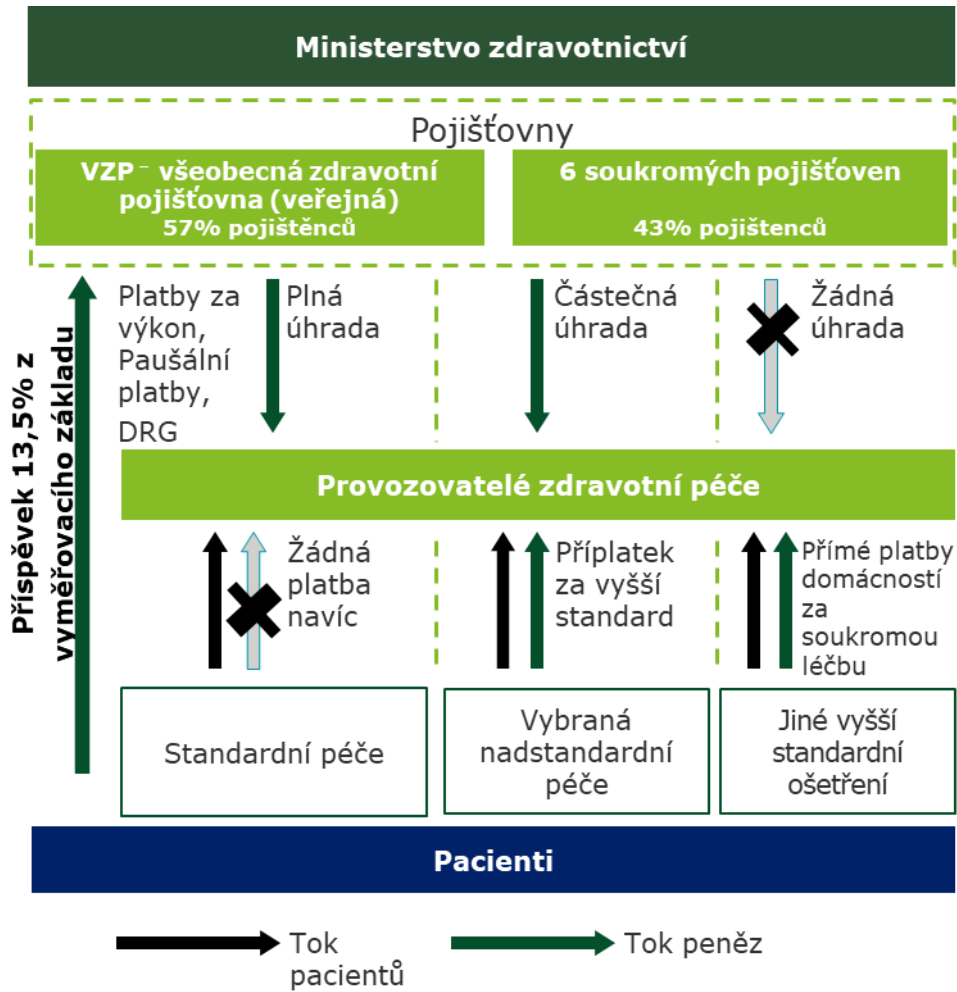 Ministerstvo zdravotnictví
Pojišťovny
VZP – všeobecná zdravotní
pojišťovna (veřejná)
57% pojištěnců
6 soukromých pojišťoven
43% pojištenců
Příspěvek 13,5% z
vyměřovacího základu
Platby za
výkon,
Paušální
platby,
DRG
Plná
úhrada
Částečná
úhrada
Žádná
úhrada
Provozovatelé zdravotní péče
Žádná
platba
navíc
Příplatek
za vyšší
standard
Přímé platby
domácností
za
soukromou
léčbu
Standardní péče
Vybraná
nadstandardní
péče
Jiné vyšší
standardní
ošetření
Pacienti
Tok
pacientů
Tok peněz